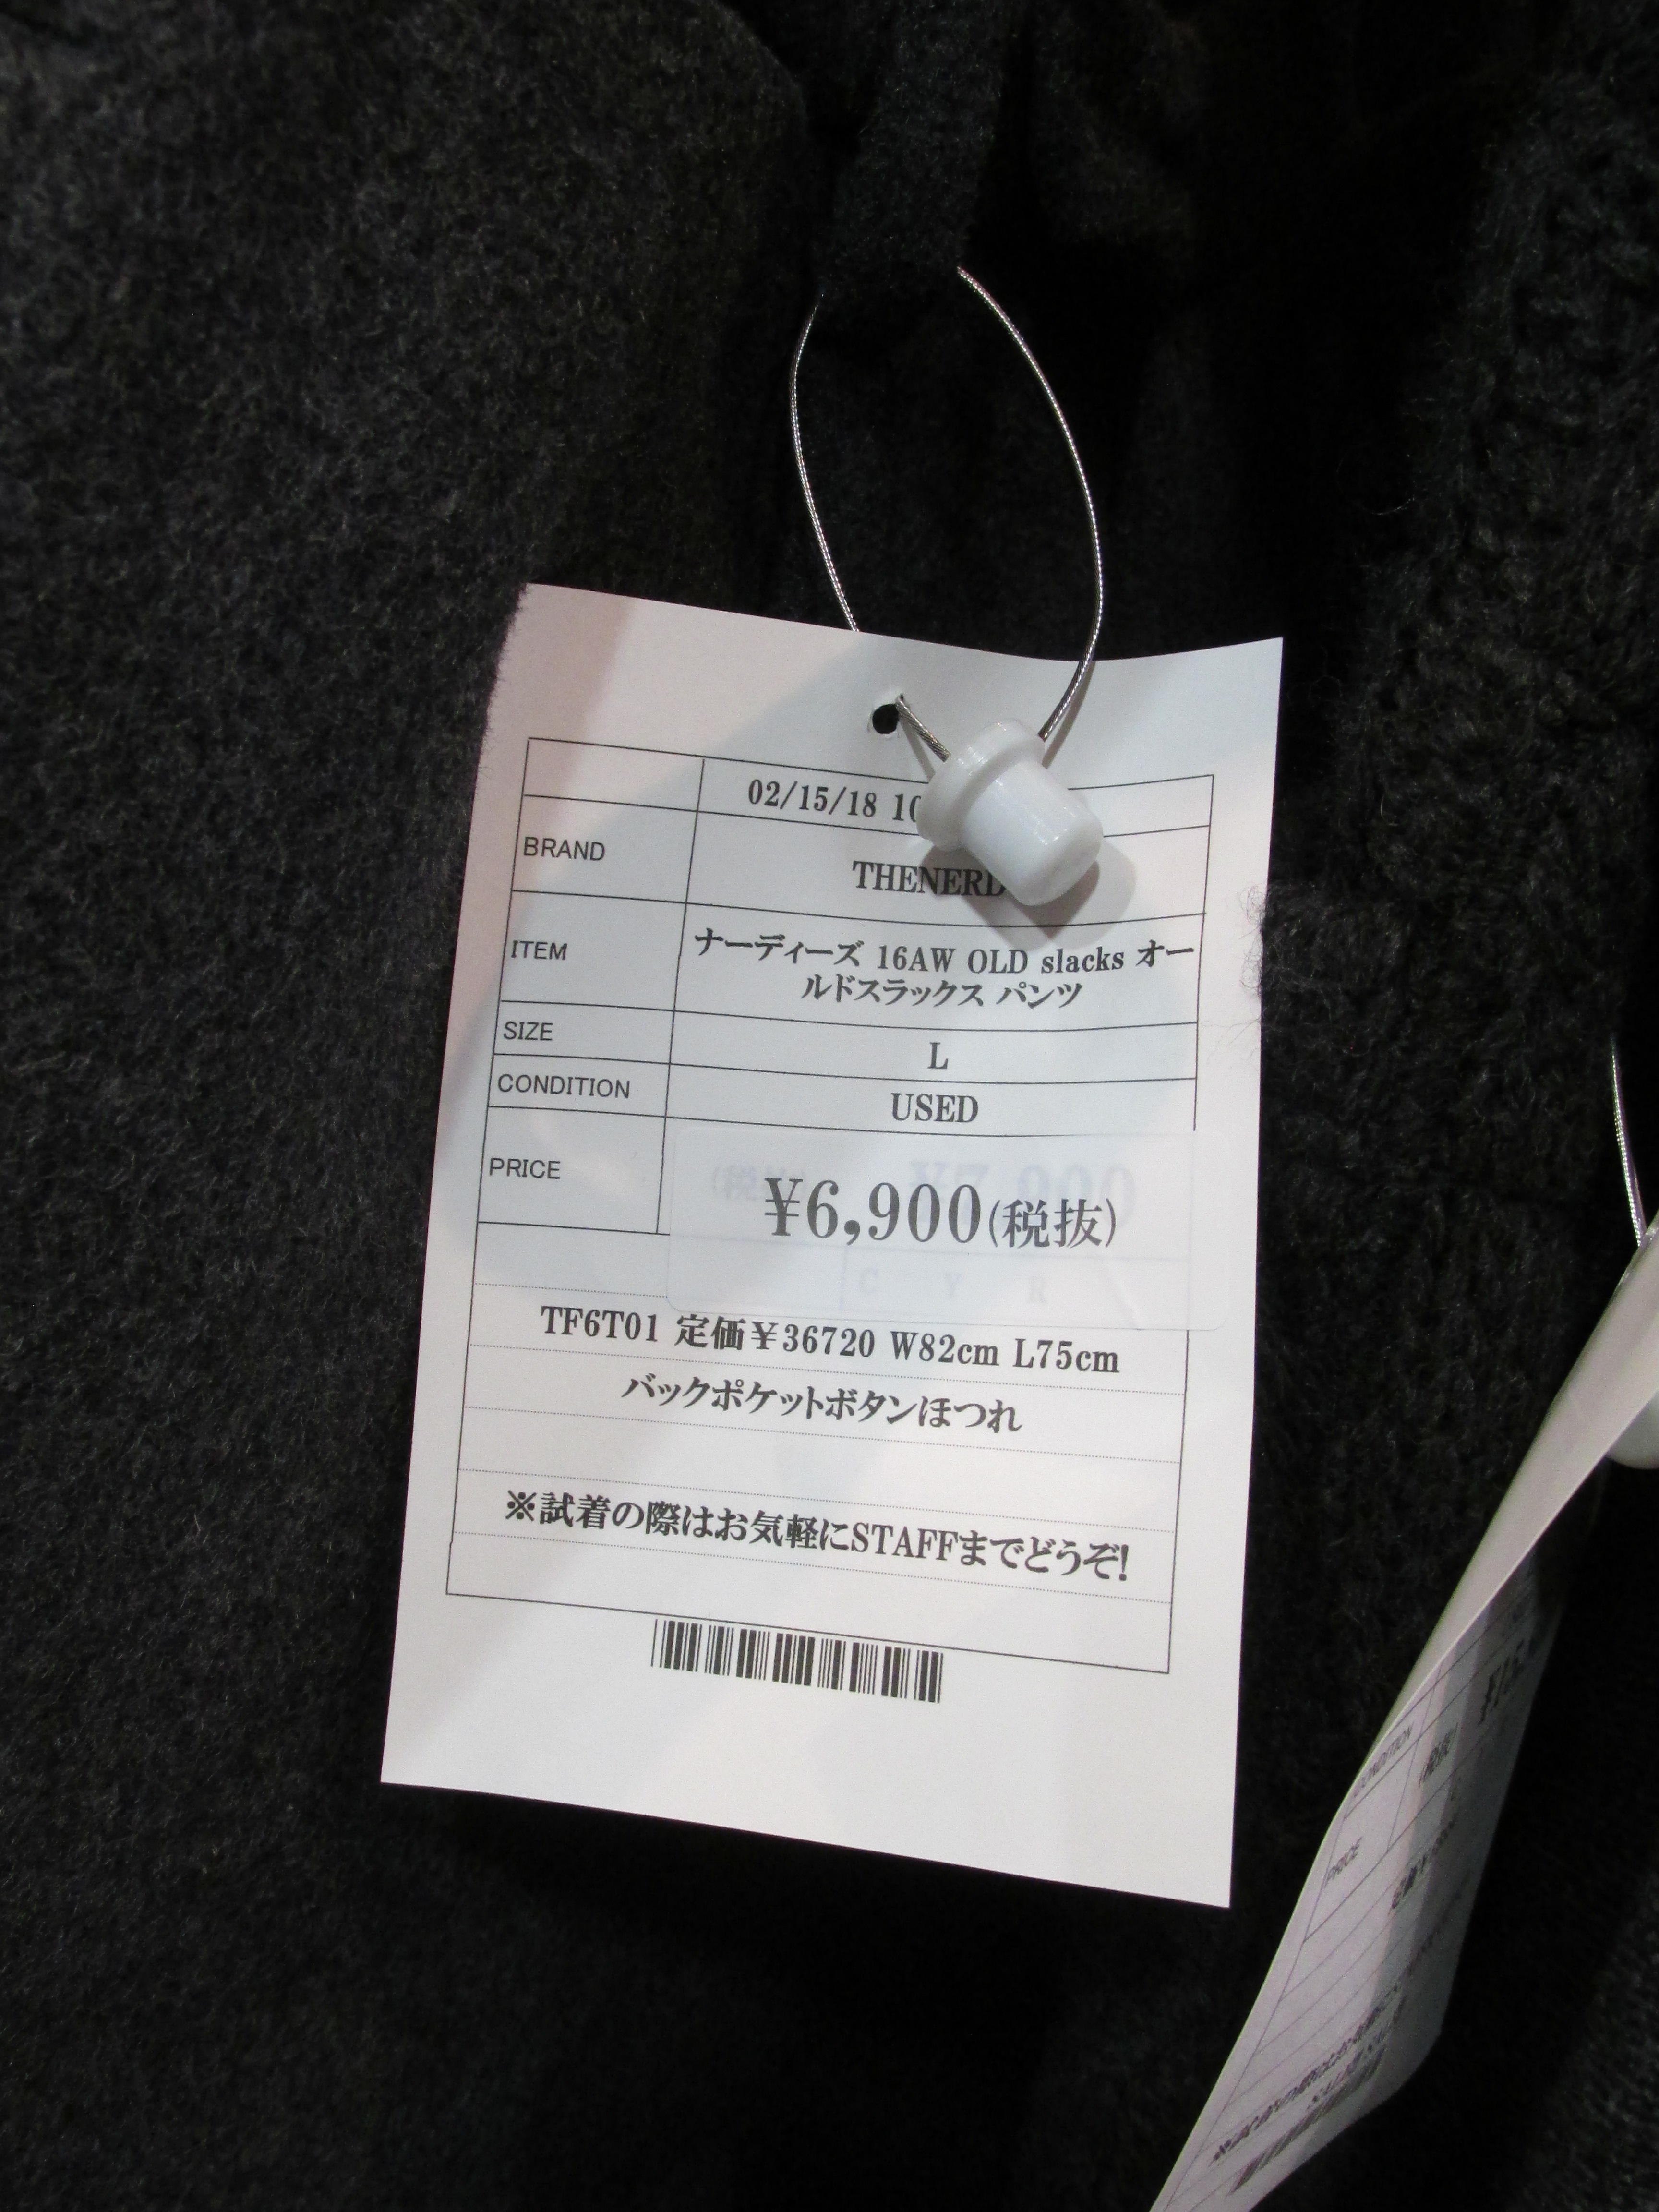 02/15/18 10
BRAND
THENERD
ITEM
ナーディーズ 16AW OLD slacks オー
ルドスラックス パンツ
SIZE
L
CONDITION
USED
PRICE
¥6,900(税抜)
C Y R
TF6T01 定価￥36720 W82cm L75cm
バックポケットボタンほつれ
※試着の際はお気軽にSTAFFまでどうぞ!
CONDITION
PRICE